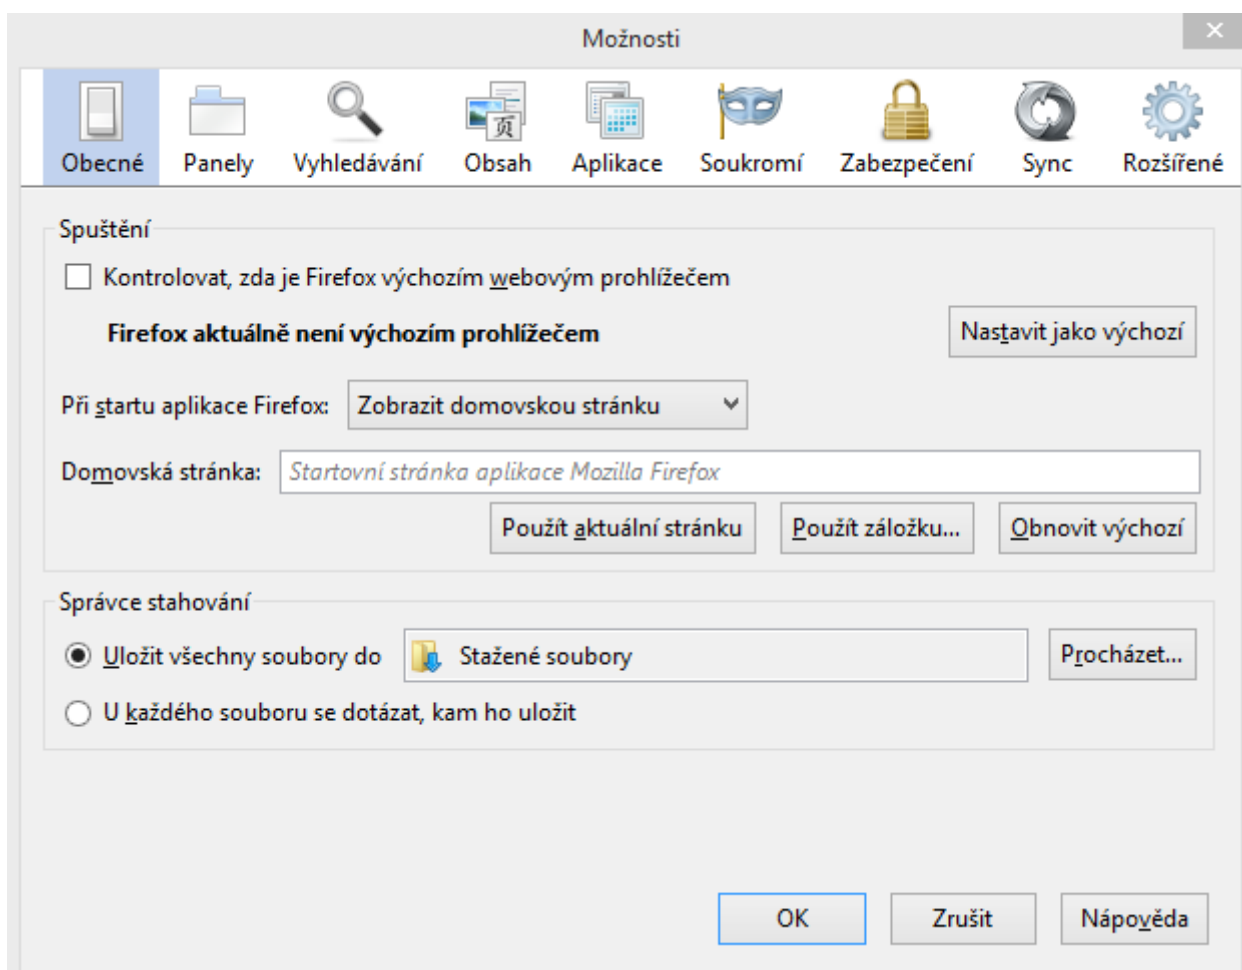 Možnosti
Obecné Panely Vyhledávání Obsah Aplikace Soukromí Zabezpečení Sync Rozšířené
页
Spuštění
Kontrolovat, zda je Firefox výchozím webovým prohlížečem
Firefox aktuálně není výchozím prohlížečem Nastavit jako výchozí
Při startu aplikace Firefox: Zobrazit domovskou stránku
Domovská stránka: Startovní stránka aplikace Mozilla Firefox
Použít aktuální stránku Použít záložku... Obnovit výchozí
Správce stahování
Uložit všechny soubory do Stažené soubory Procházet...
U každého souboru se dotázat, kam ho uložit
OK Zrušit Nápověda